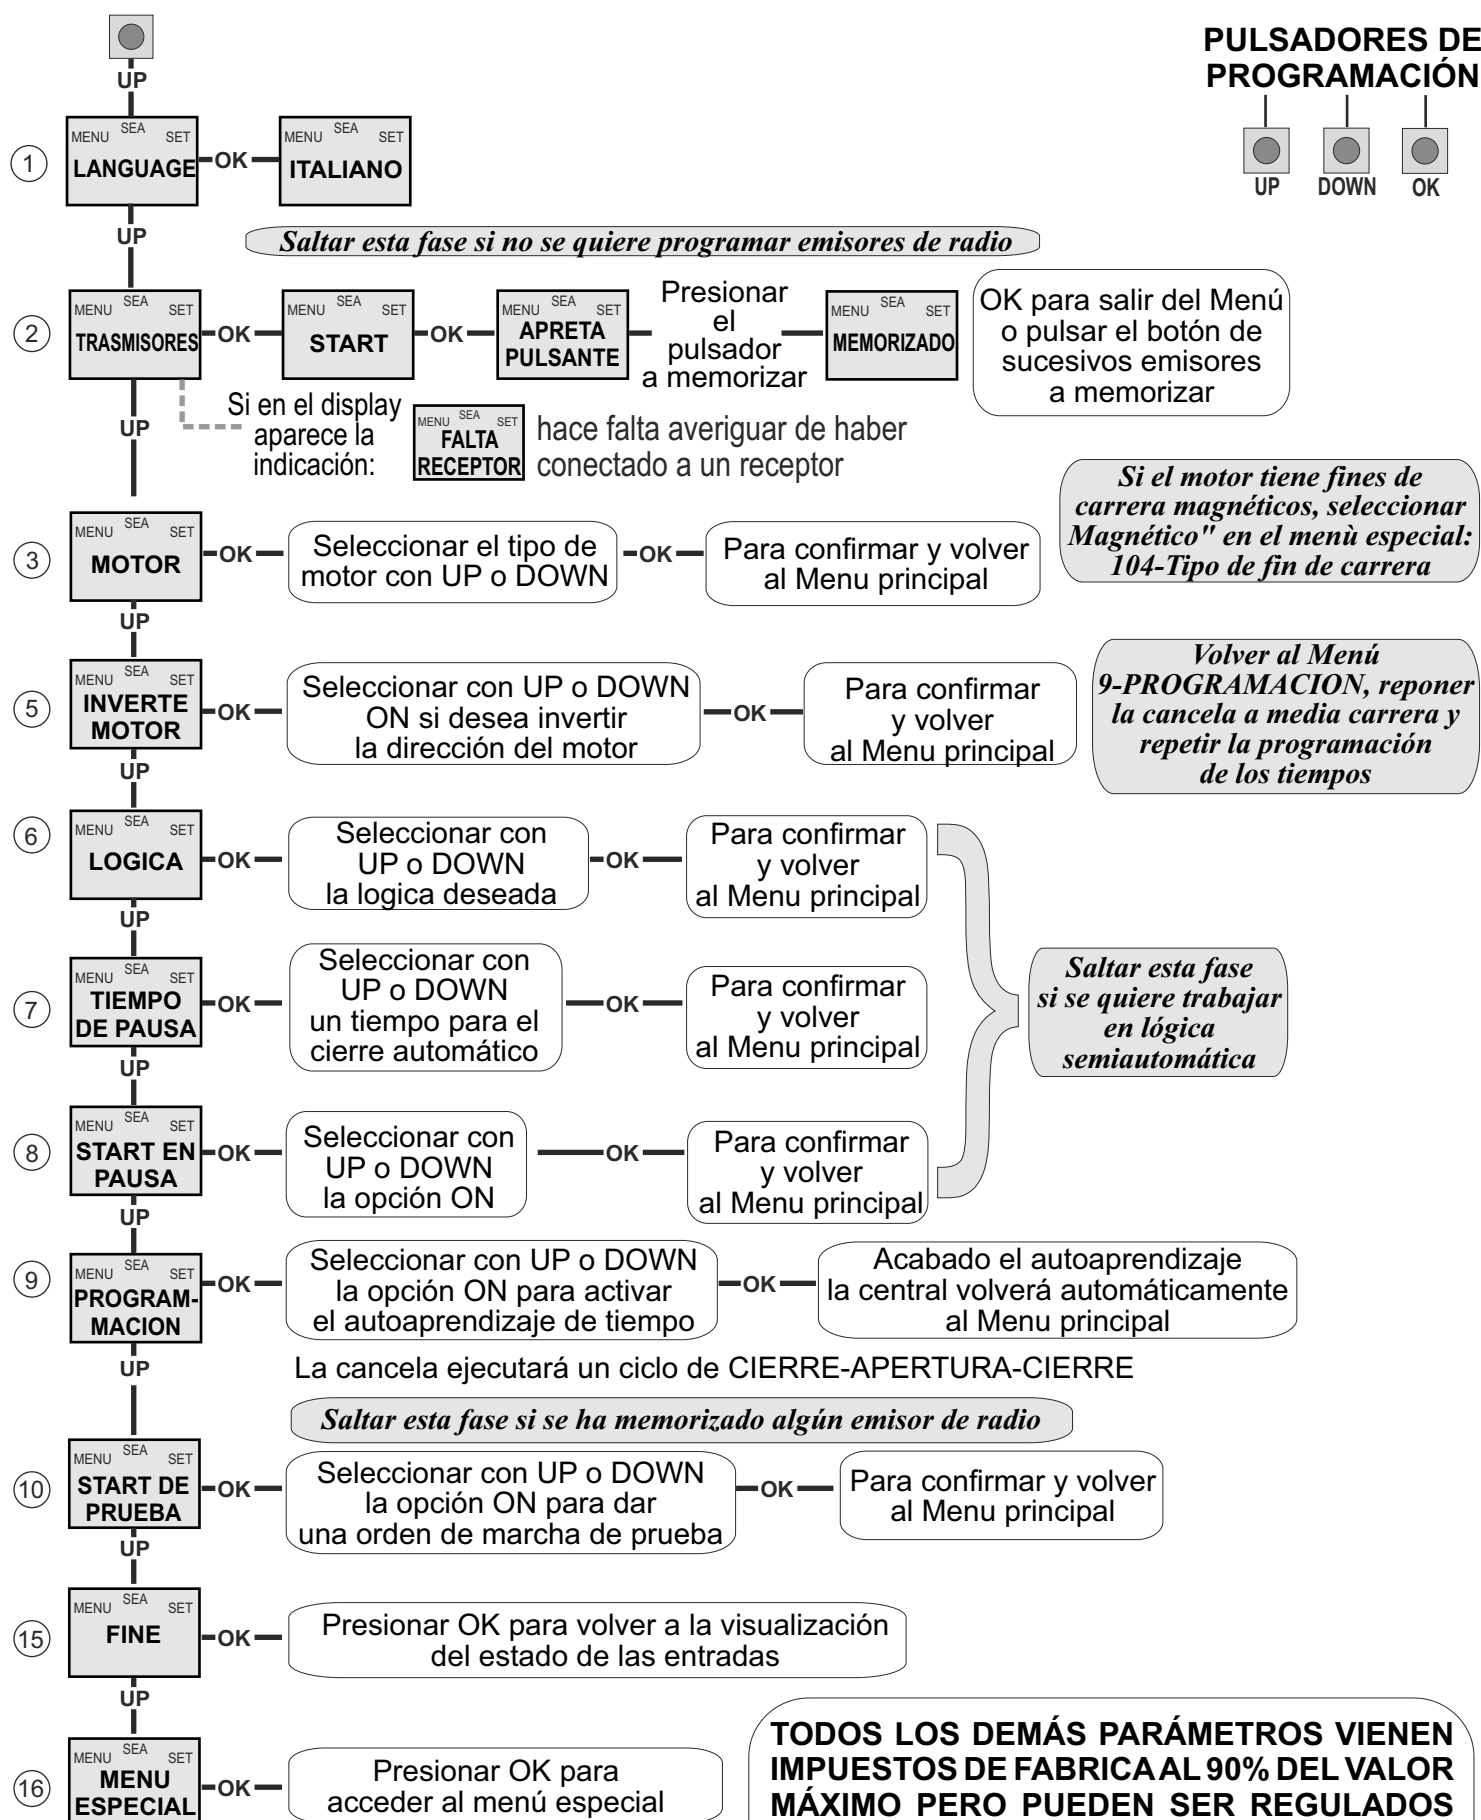 PULSADORES DE
PROGRAMACIÓN
UP DOWN OK
UP
1
MENU SEA SET
LANGUAGE
OK
MENU SEA SET
ITALIANO
UP
Saltar esta fase si no se quiere programar emisores de radio
2
MENU SEA SET
TRASMISORES
OK
MENU SEA SET
START
OK
MENU SEA SET
APRETA
PULSANTE
Presionar
el
pulsador
a memorizar
MENU SEA SET
MEMORIZADO
OK para salir del Menú
o pulsar el botón de
sucesivos emisores
a memorizar
UP
Si en el display
aparece la
indicación:
MENU SEA SET
FALTA
RECEPTOR
hace falta averiguar de haber
conectado a un receptor
Si el motor tiene fines de
carrera magnéticos, seleccionar
Magnético" en el menù especial:
104-Tipo de fin de carrera
3
MENU SEA SET
MOTOR
OK
Seleccionar el tipo de
motor con UP o DOWN
OK
Para confirmar y volver
al Menu principal
UP
5
MENU SEA SET
INVERTE
MOTOR
OK
Seleccionar con UP o DOWN
ON si desea invertir
la dirección del motor
OK
Para confirmar
y volver
al Menu principal
Volver al Menú
9-PROGRAMACION, reponer
la cancela a media carrera y
repetir la programación
de los tiempos
UP
6
MENU SEA SET
LOGICA
OK
Seleccionar con
UP o DOWN
la logica deseada
OK
Para confirmar
y volver
al Menu principal
UP
7
MENU SEA SET
TIEMPO
DE PAUSA
OK
Seleccionar con
UP o DOWN
un tiempo para el
cierre automático
OK
Para confirmar
y volver
al Menu principal
Saltar esta fase
si se quiere trabajar
en lógica
semiautomática
UP
8
MENU SEA SET
START EN
PAUSA
OK
Seleccionar con
UP o DOWN
la opción ON
OK
Para confirmar
y volver
al Menu principal
UP
9
MENU SEA SET
PROGRAM-
MACION
OK
Seleccionar con UP o DOWN
la opción ON para activar
el autoaprendizaje de tiempo
OK
Acabado el autoaprendizaje
la central volverá automáticamente
al Menu principal
UP
La cancela ejecutará un ciclo de CIERRE-APERTURA-CIERRE
Saltar esta fase si se ha memorizado algún emisor de radio
10
MENU SEA SET
START DE
PRUEBA
OK
Seleccionar con UP o DOWN
la opción ON para dar
una orden de marcha de prueba
OK
Para confirmar y volver
al Menu principal
UP
15
MENU SEA SET
FINE
OK
Presionar OK para volver a la visualización
del estado de las entradas
UP
16
MENU SEA SET
MENU
ESPECIAL
OK
Presionar OK para
acceder al menú especial
TODOS LOS DEMÁS PARÁMETROS VIENEN
IMPUESTOS DE FABRICA AL 90% DEL VALOR
MÁXIMO PERO PUEDEN SER REGULADOS